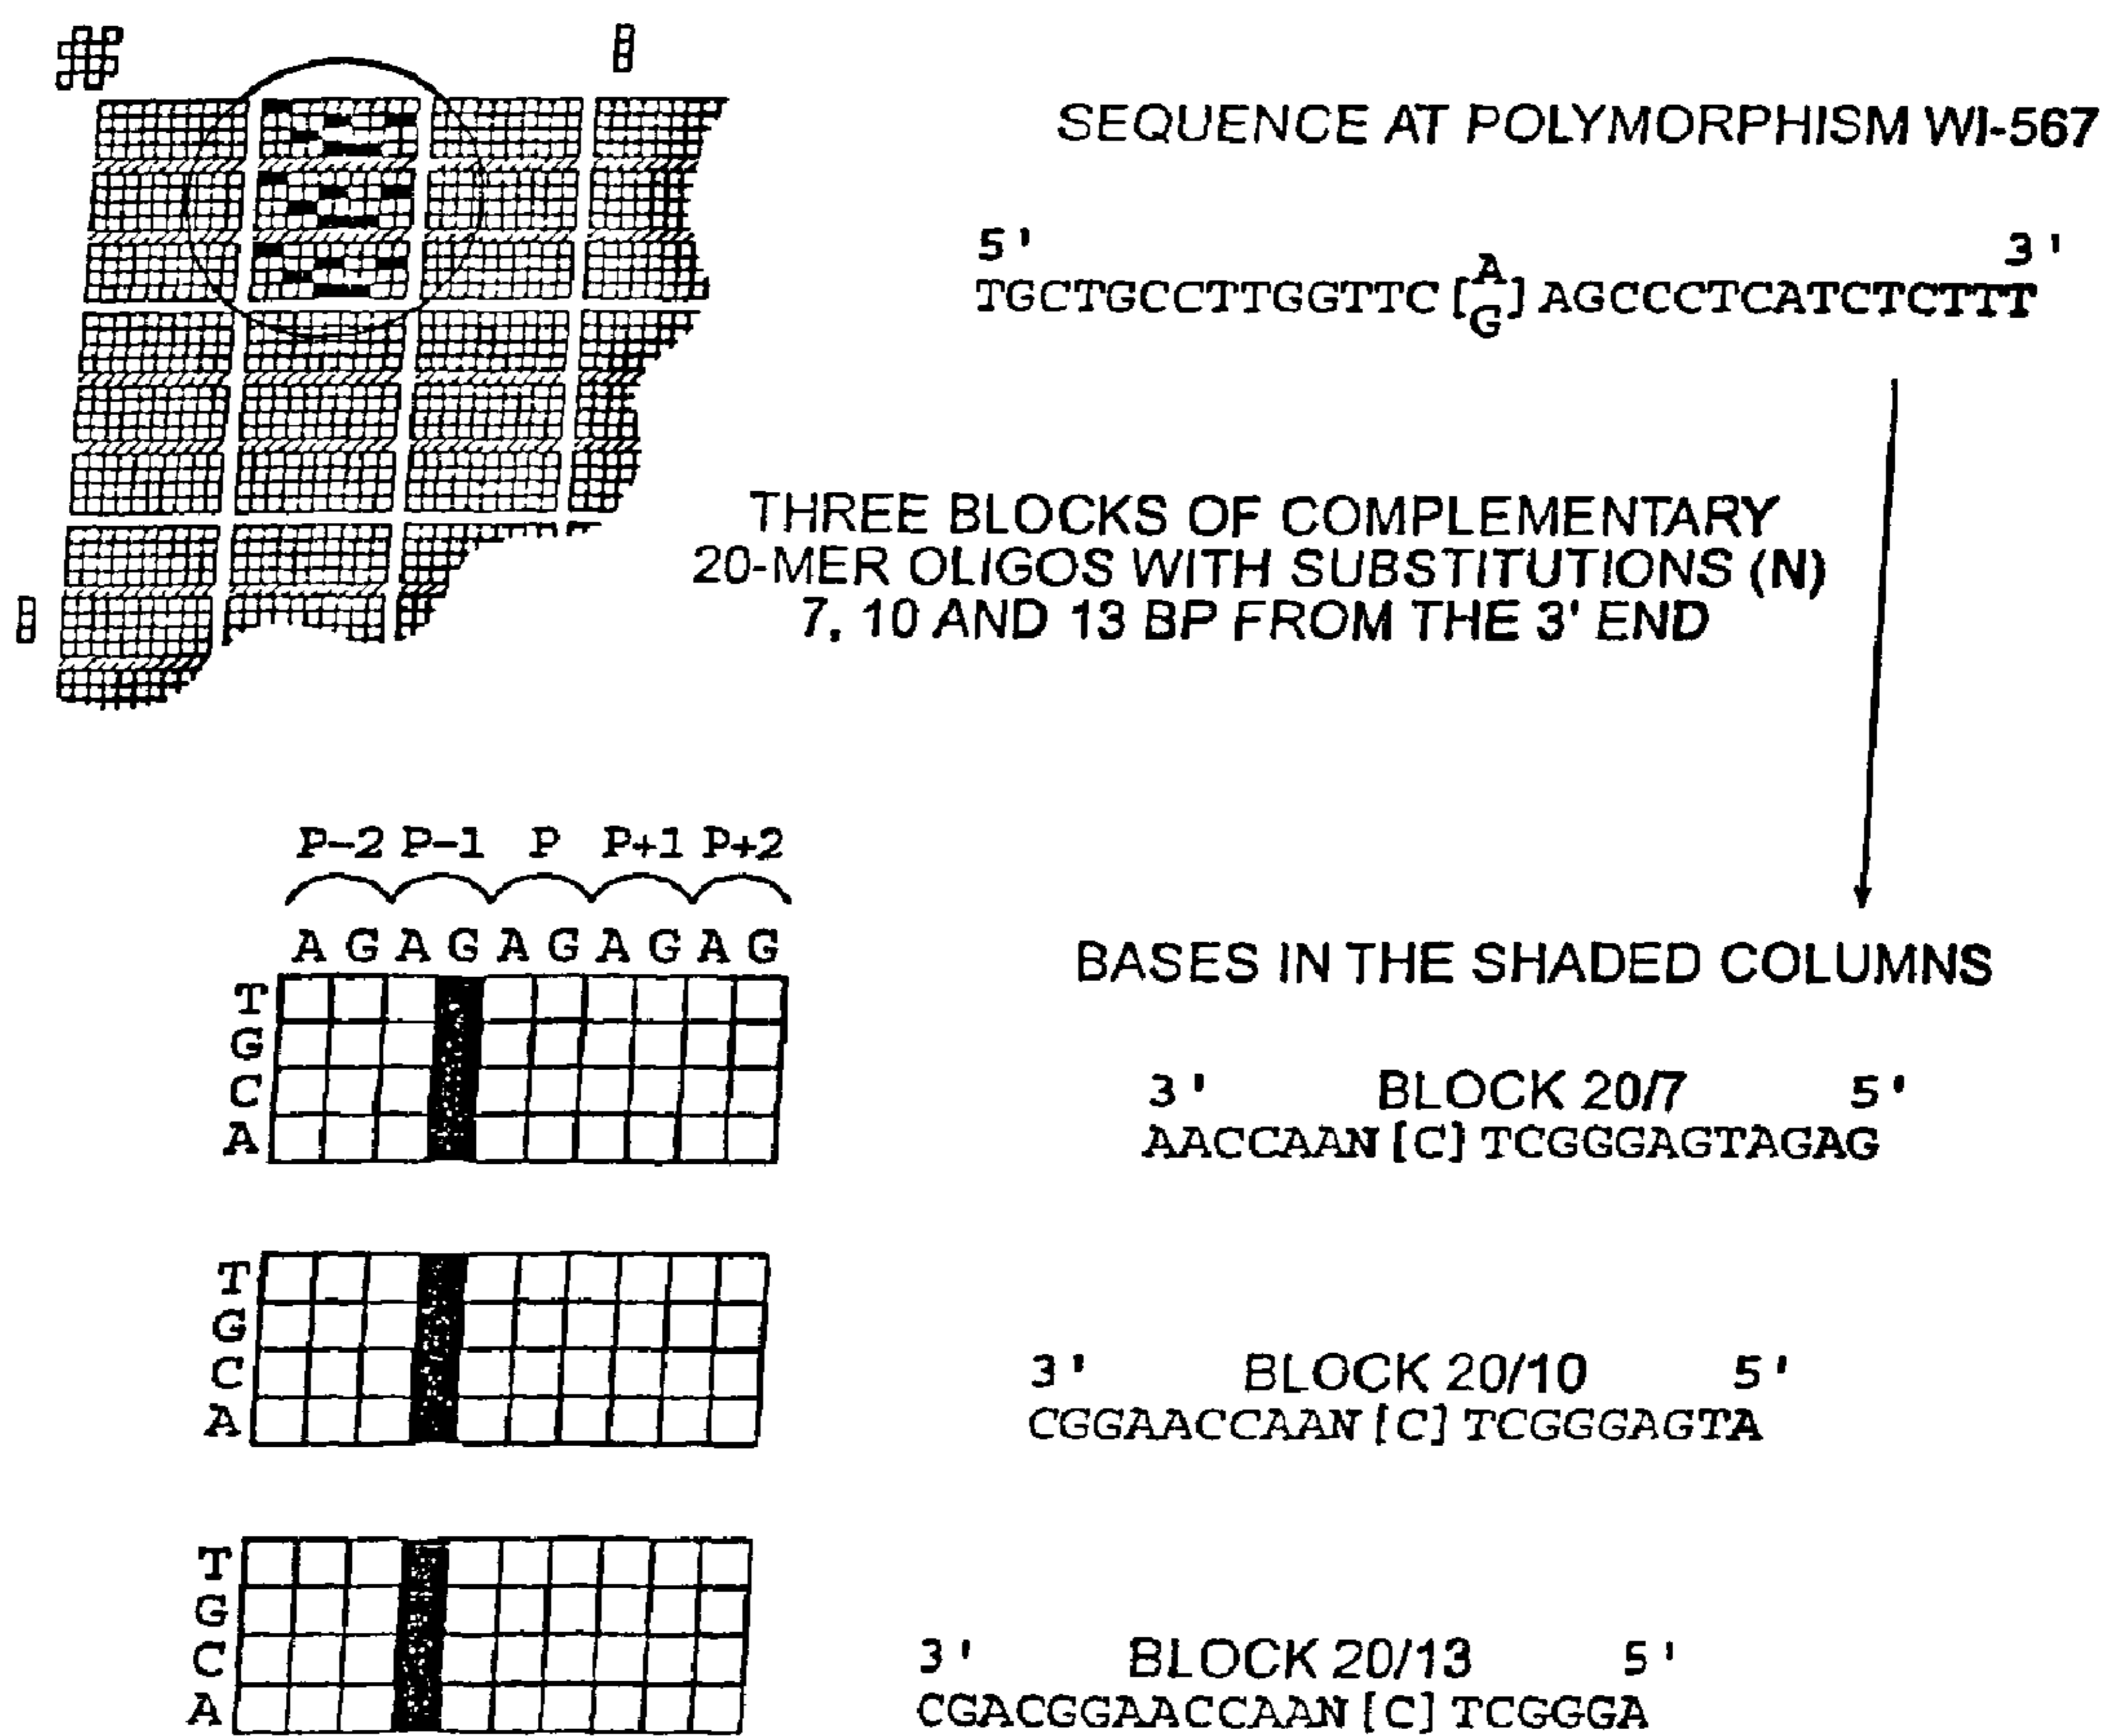 SEQUENCE AT POLYMORPHISM WI-567
5' 3'
TGCTGCCTTGGTTC [A/G] AGCCCTCATCTCTTT
THREE BLOCKS OF COMPLEMENTARY
20-MER OLIGOS WITH SUBSTITUTIONS (N)
7, 10 AND 13 BP FROM THE 3' END
P-2 P-1 P P+1 P+2
A G A G A G A G A G
T
G
C
A
BASES IN THE SHADED COLUMNS
3' BLOCK 20/7 5'
AACCAAN [C] TCGGGAGTAGAG
T
G
C
A
3' BLOCK 20/10 5'
CGGAACCAAN [C] TCGGGAGTA
T
G
C
A
3' BLOCK 20/13 5'
CGACGGAACCAAN [C] TCGGGA